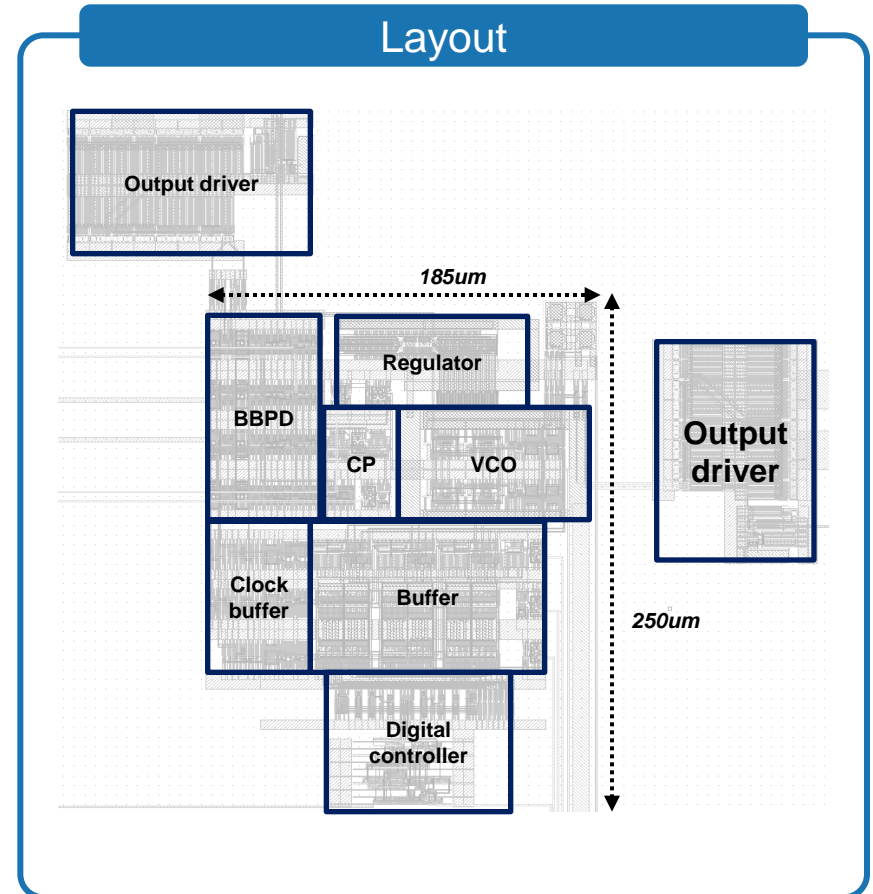 Layout
Output driver
185um
Regulator
BBPD
CP
VCO
Output
driver
Clock
buffer
Buffer
250um
Digital
controller